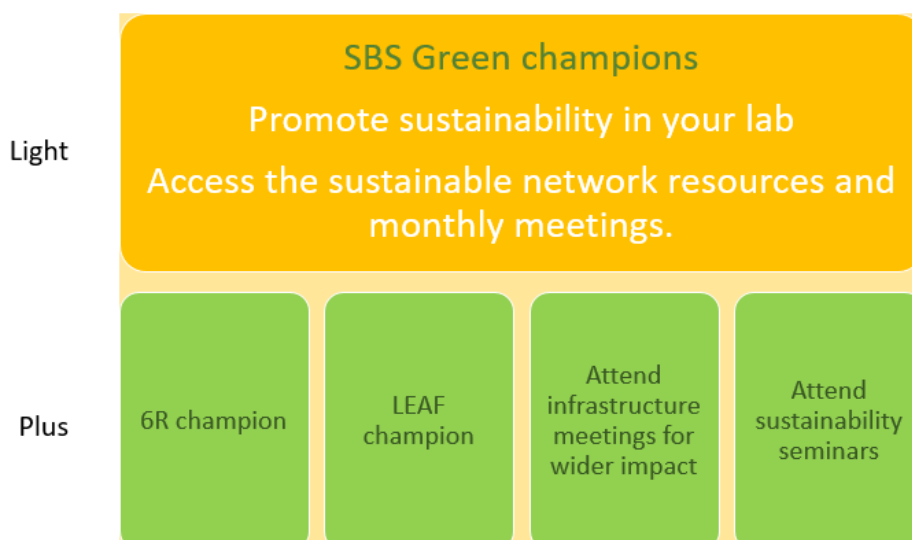 Light
SBS Green champions
Promote sustainability in your lab
Access the sustainable network resources and
monthly meetings.
Plus
6R champion
LEAF
champion
Attend
infrastructure
meetings for
wider impact
Attend
sustainability
seminars